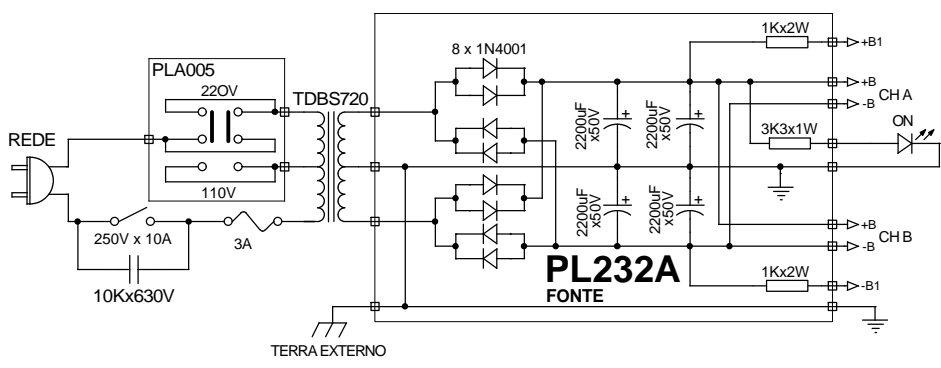 1Kx2W
+B1
8 x 1N4001
PLA005
22OV
TDBS720
+B
CH A
-B
2200uF
x50V
+
2200uF
x50V
+
3K3x1W
ON
REDE
110V
250V x 10A
3A
10Kx630V
2200uF
x50V
+
2200uF
x50V
+
+B
CH B
-B
PL232A
FONTE
1Kx2W
-B1
TERRA EXTERNO